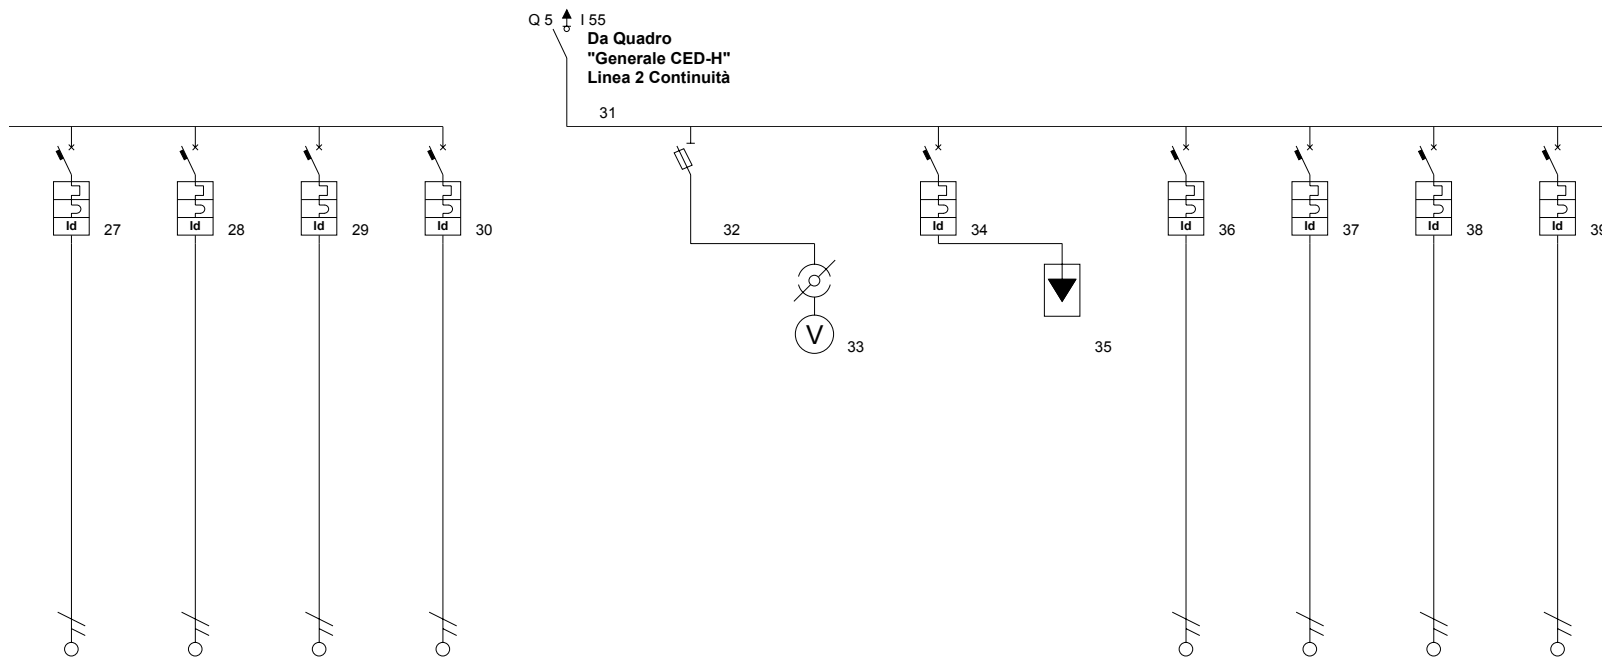 Q 5 I 55
Da Quadro
"Generale CED-H"
Linea 2 Continuità
31
Id 27 Id 28 Id 29 Id 30 32 Id 34 Id 36 Id 37 Id 38 Id 39
V 33 35